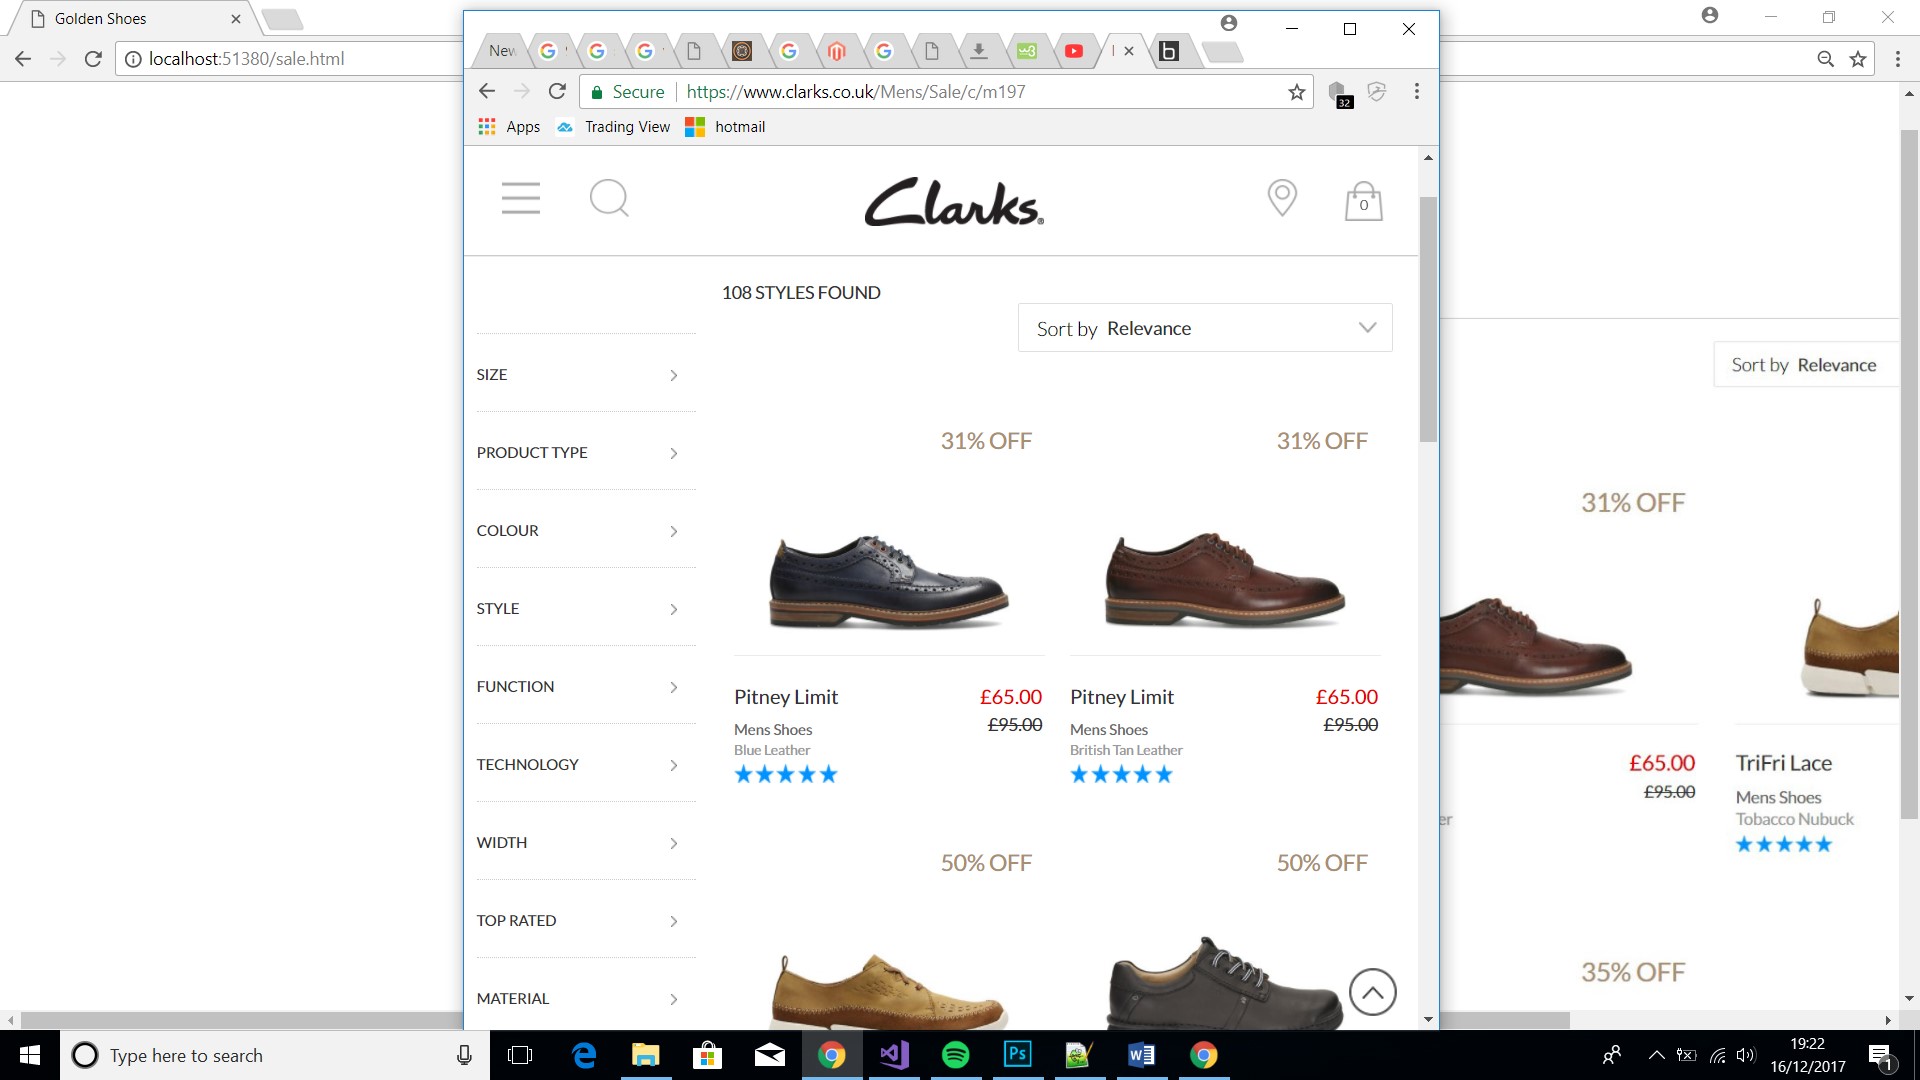 Golden Shoes
localhost:51380/sale.html
New
Secure
https://www.clarks.co.uk/Mens/Sale/c/m197
32
Apps
Trading View
hotmail
Clarks
0
108 STYLES FOUND
Sort by Relevance
SIZE
PRODUCT TYPE
COLOUR
STYLE
FUNCTION
TECHNOLOGY
WIDTH
TOP RATED
MATERIAL
31% OFF
31% OFF
Pitney Limit
£65.00
Mens Shoes
£95.00
Blue Leather
Pitney Limit
£65.00
Mens Shoes
£95.00
British Tan Leather
50% OFF
50% OFF
Sort by Relevance
31% OFF
£65.00
£95.00
er
TriFri Lace
Mens Shoes
Tobacco Nubuck
35% OFF
Type here to search
Ps
19:22
16/12/2017
1